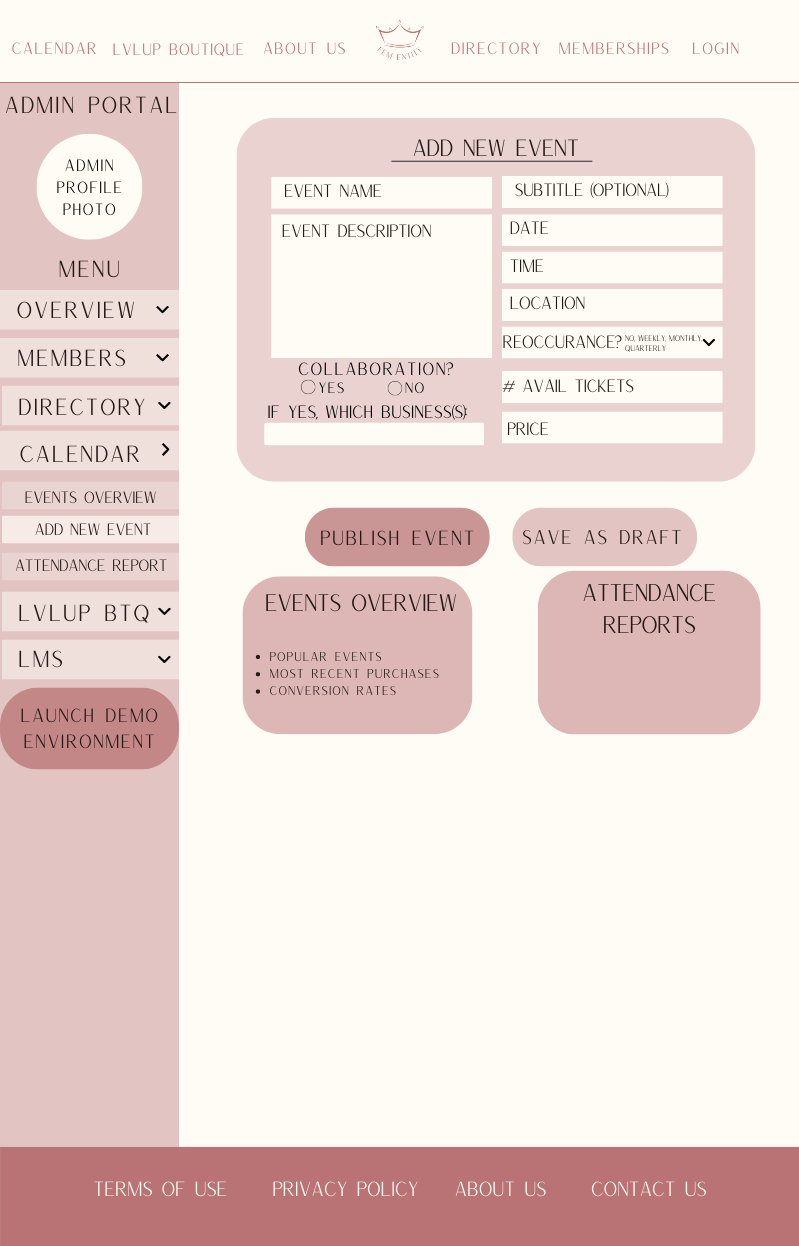 CALENDAR LVLUP BOUTIQUE ABOUT US FEM ENTITY DIRECTORY MEMBERSHIPS LOGIN
ADMIN PORTAL
ADMIN
PROFILE
PHOTO
MENU
OVERVIEW
MEMBERS
DIRECTORY
CALENDAR
EVENTS OVERVIEW
ADD NEW EVENT
ATTENDANCE REPORT
LVLUP BTQ
LMS
LAUNCH DEMO
ENVIRONMENT
ADD NEW EVENT
EVENT NAME
EVENT DESCRIPTION
COLLABORATION?
YES NO
IF YES, WHICH BUSINESS(S)?
SUBTITLE (OPTIONAL)
DATE
TIME
LOCATION
REOCCURANCE? NO, WEEKLY, MONTHLY,
QUARTERLY
# AVAIL TICKETS
PRICE
PUBLISH EVENT SAVE AS DRAFT
EVENTS OVERVIEW
• POPULAR EVENTS
• MOST RECENT PURCHASES
• CONVERSION RATES
ATTENDANCE
REPORTS
TERMS OF USE PRIVACY POLICY ABOUT US CONTACT US